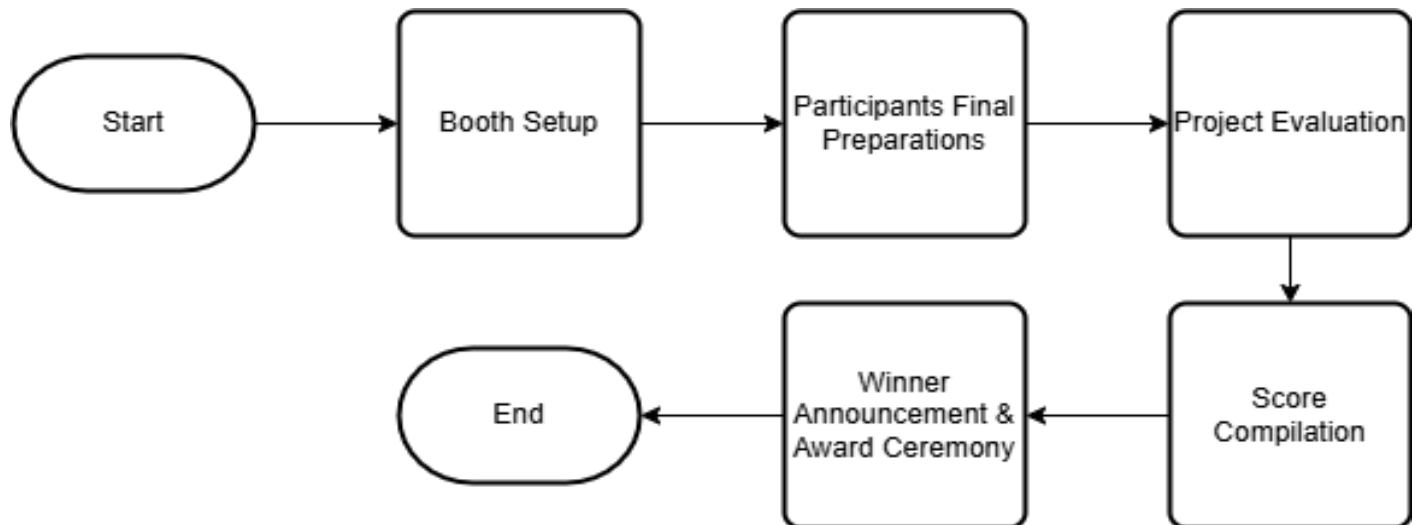 Start
Booth Setup
Participants Final
Preparations
Project Evaluation
Score
Compilation
Winner
Announcement &
Award Ceremony
End